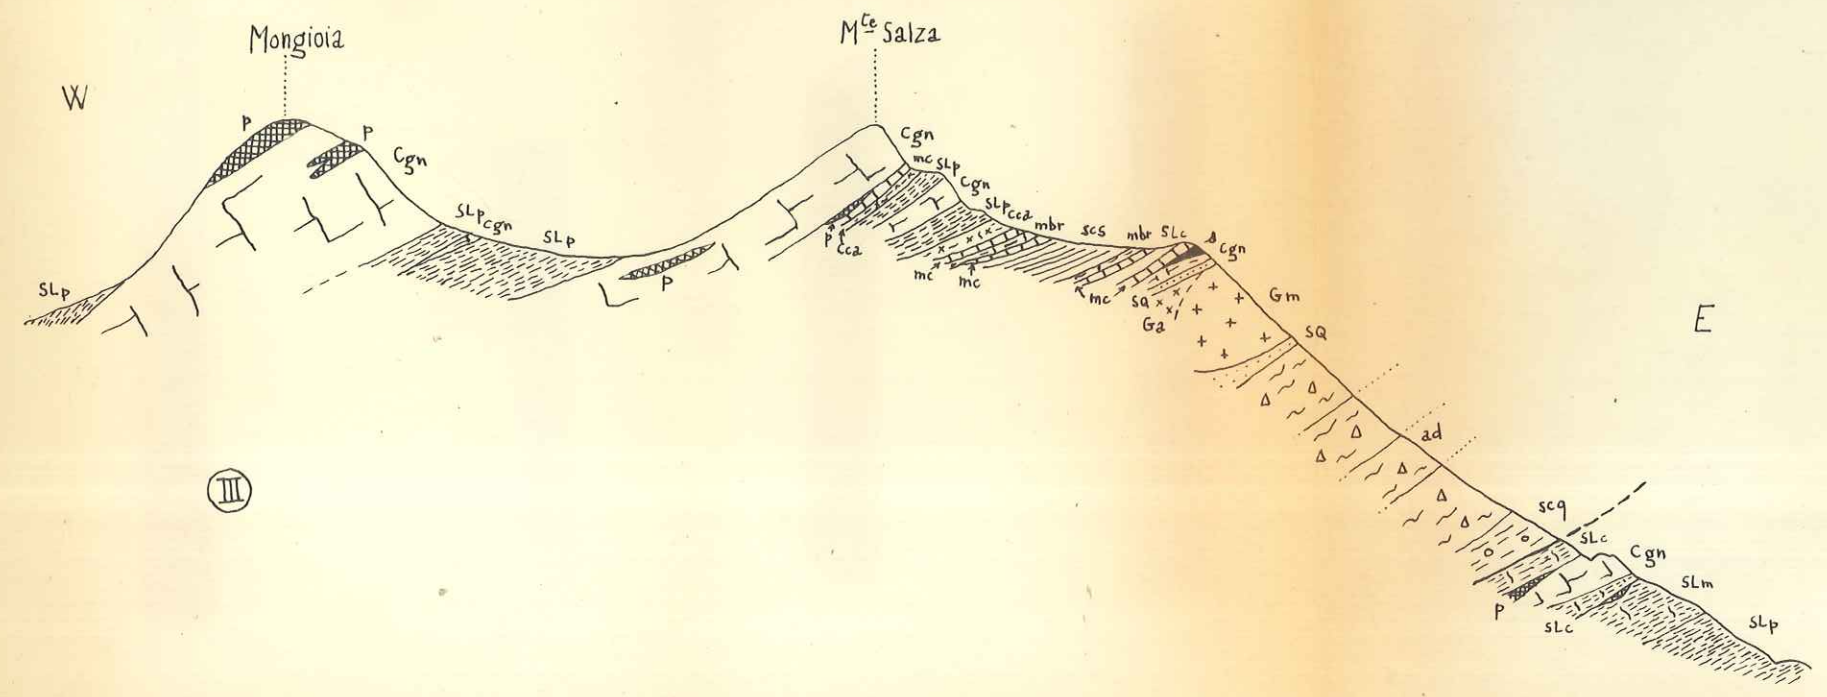 Mongioia
Mte Salza
W
P
P
Cgn
Cgn
mc
SLp
Cgn
SLp
Cgn
SLp
SLp
cca
mbr
scs
mbr
SLc
Cgn
P
cca
mc
mc
mc
SQ
Ga
Gm
SLp
P
E
SQ
ad
III
scq
SLc
Cgn
SLm
P
SLc
SLp